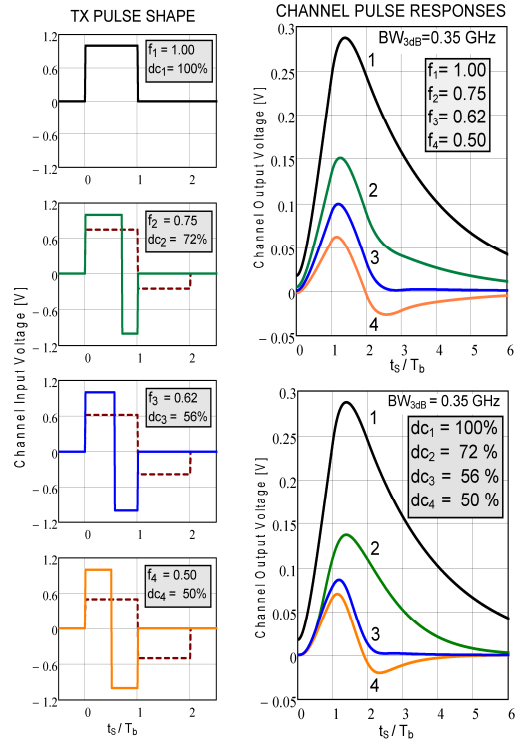 TX PULSE SHAPE
Channel Input Voltage [V]
1.2
0.6
0
– 0.6
– 1.2
f1 = 1.00
dc1= 100%
0 1 2
1.2
0.6
0
– 0.6
– 1.2
f2 = 0.75
dc2 = 72%
0 1 2
1.2
0.6
0
– 0.6
– 1.2
f3 = 0.62
dc3 = 56%
0 1 2
1.2
0.6
0
– 0.6
– 1.2
f4 = 0.50
dc4 = 50%
0 1 2
tS / Tb
CHANNEL PULSE RESPONSES
Channel Output Voltage [V]
0.3
0.25
0.2
0.15
0.1
0.05
0
– 0.05
BW3dB=0.35 GHz
f1= 1.00
f2= 0.75
f3= 0.62
f4= 0.50
1
2
3
4
0 1 2 3 4 5 6
tS / Tb
Channel Output Voltage [V]
0.3
0.25
0.2
0.15
0.1
0.05
0
– 0.05
BW3dB = 0.35 GHz
dc1 = 100%
dc2 = 72 %
dc3 = 56 %
dc4 = 50 %
1
2
3
4
0 1 2 3 4 5 6
tS / Tb